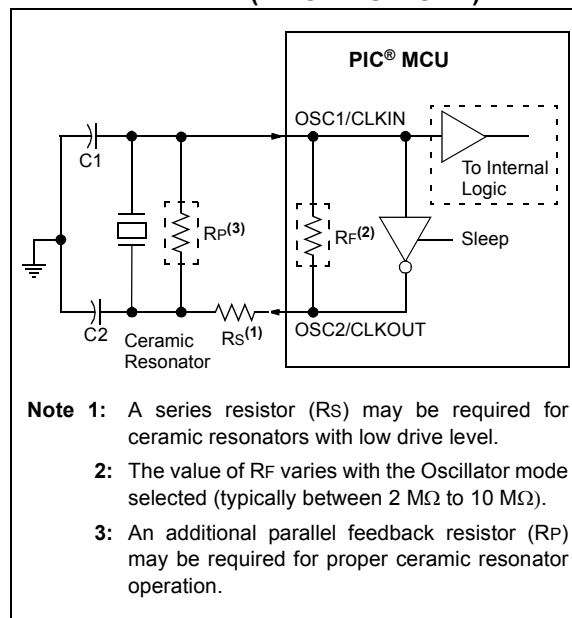 PIC® MCU
OSC1/CLKIN
C1
To Internal
Logic
RP(3)
RF(2)
Sleep
C2
Ceramic
Resonator
RS(1)
OSC2/CLKOUT
Note 1: A series resistor (RS) may be required for
ceramic resonators with low drive level.
2: The value of RF varies with the Oscillator mode
selected (typically between 2 MΩ to 10 MΩ).
3: An additional parallel feedback resistor (RP)
may be required for proper ceramic resonator
operation.